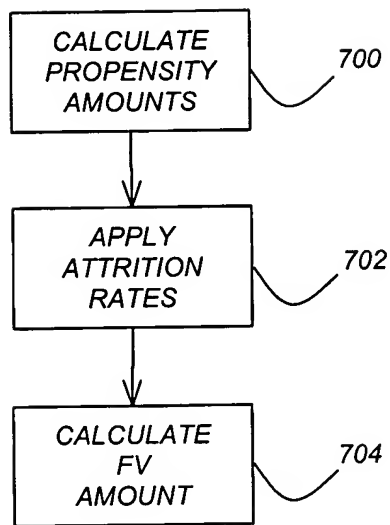 CALCULATE
PROPENSITY
AMOUNTS
700
APPLY
ATTRITION
RATES
702
CALCULATE
FV
AMOUNT
704